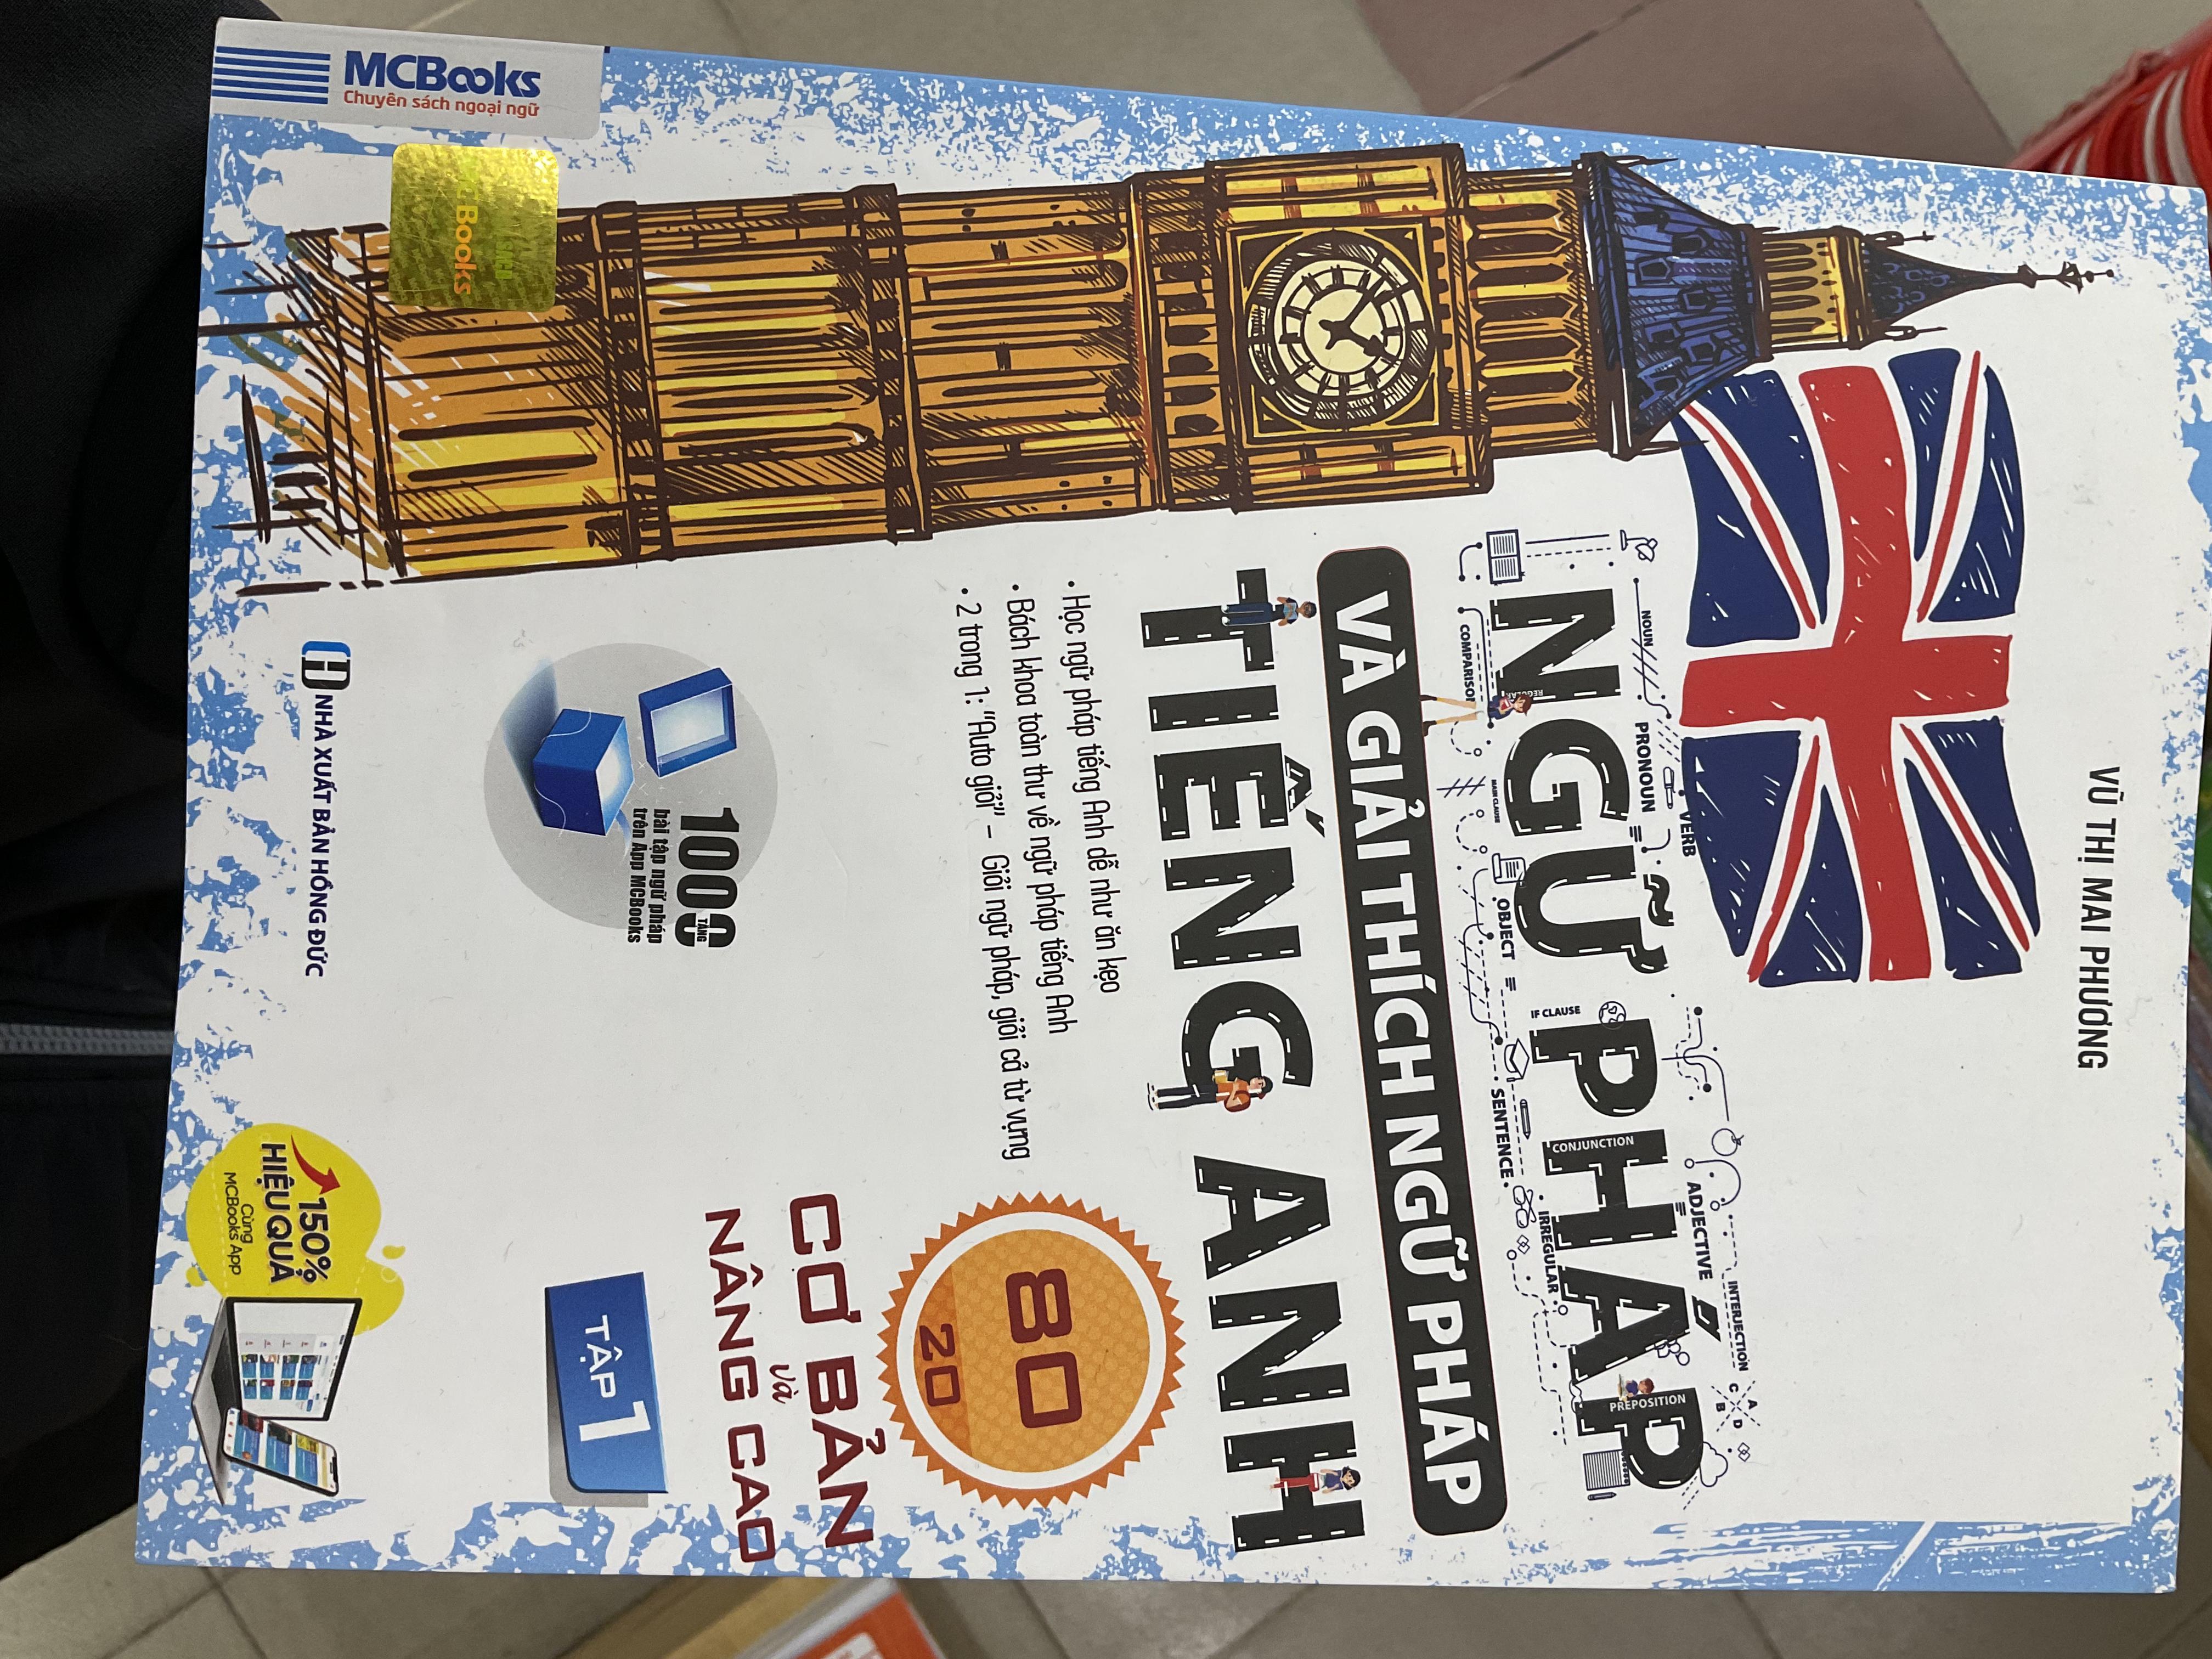 VŨ THỊ MAI PHƯƠNG
VERB
NOUN
PRONOUN
INTERJECTION
ADJECTIVE
A
C D
B
NGỮ PHÁP
CONJUNCTION
PREPOSITION
IF CLAUSE
IRREGULAR
MAIN CLAUSE
OBJECT
SENTENCE
COMPARISON
VÀ GIẢI THÍCH NGỮ PHÁP
TIẾNG ANH
• Học ngữ pháp tiếng Anh dễ như ăn kẹo
• Bách khoa toàn thư về ngữ pháp tiếng Anh
• 2 trong 1: “Auto giỏi” – Giỏi ngữ pháp, giỏi cả từ vựng
80
20
CƠ BẢN
và
NÂNG CAO
TẬP 1
TẶNG
1000
bài tập ngữ pháp
trên App MCBooks
MCBooks
Chuyên sách ngoại ngữ
SÁCH
MCBooks
NHÀ XUẤT BẢN HỒNG ĐỨC
150%
HIỆU QUẢ
Cùng
MCBooks App